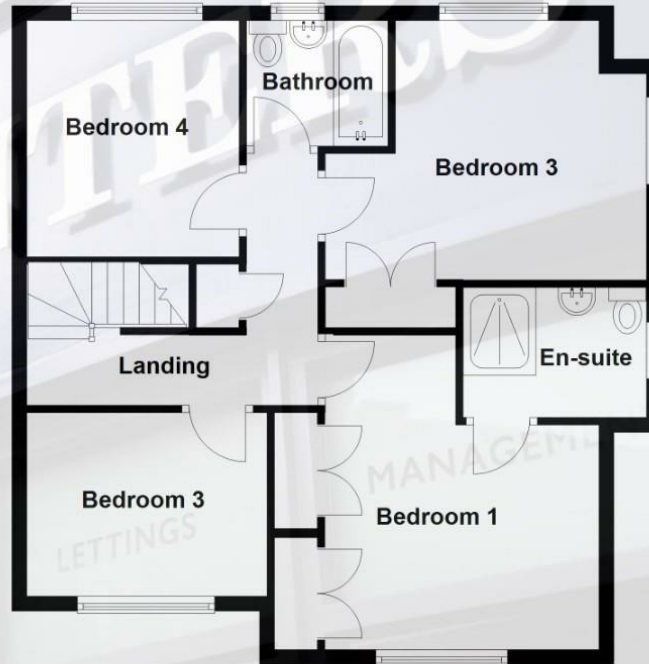 Bathroom
Bedroom 4
Bedroom 3
En-suite
Landing
MANAGEM
Bedroom 3
Bedroom 1
LETTINGS